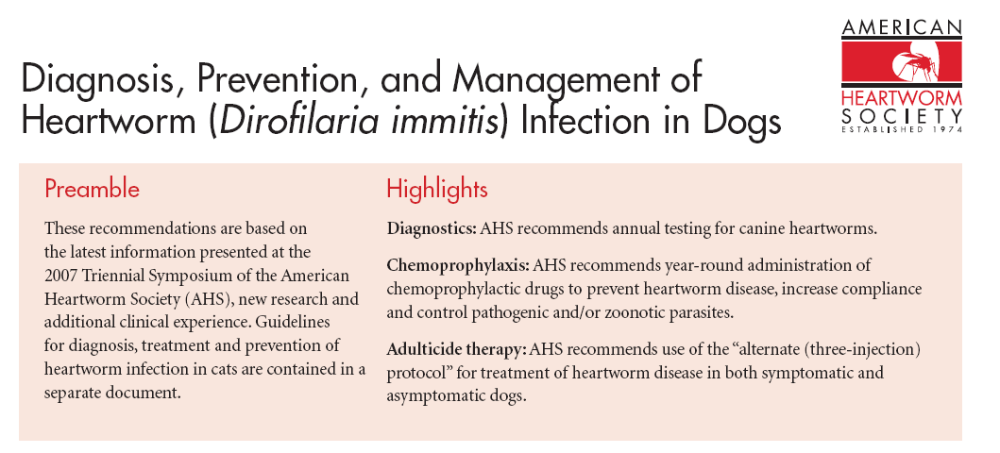 AMERICAN
HEARTWORM
SOCIETY
ESTABLISHED 1974
Diagnosis, Prevention, and Management of
Heartworm (Dirofilaria immitis) Infection in Dogs
Preamble
These recommendations are based on
the latest information presented at the
2007 Triennial Symposium of the American
Heartworm Society (AHS), new research and
additional clinical experience. Guidelines
for diagnosis, treatment and prevention of
heartworm infection in cats are contained in a
separate document.
Highlights
Diagnostics: AHS recommends annual testing for canine heartworms.
Chemoprophylaxis: AHS recommends year-round administration of
chemoprophylactic drugs to prevent heartworm disease, increase compliance
and control pathogenic and/or zoonotic parasites.
Adulticide therapy: AHS recommends use of the “alternate (three-injection)
protocol” for treatment of heartworm disease in both symptomatic and
asymptomatic dogs.